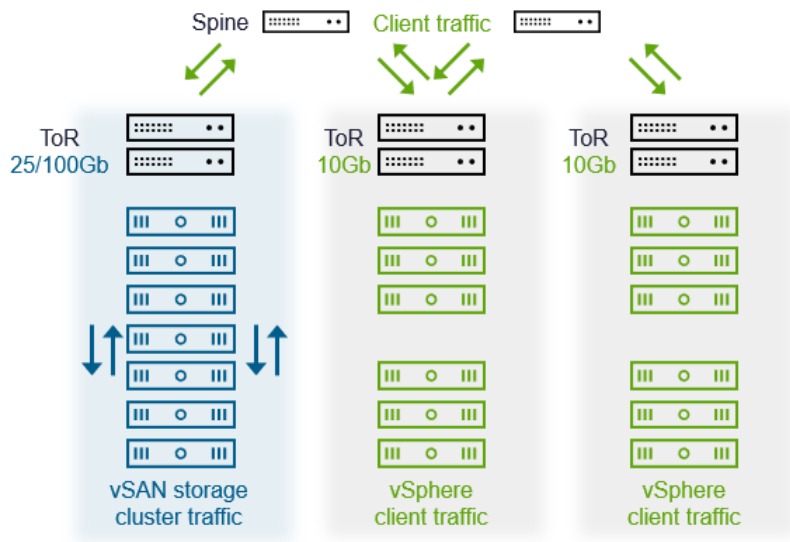 Spine
Client traffic
ToR
25/100Gb
ToR
10Gb
ToR
10Gb
vSAN storage
cluster traffic
vSphere
client traffic
vSphere
client traffic